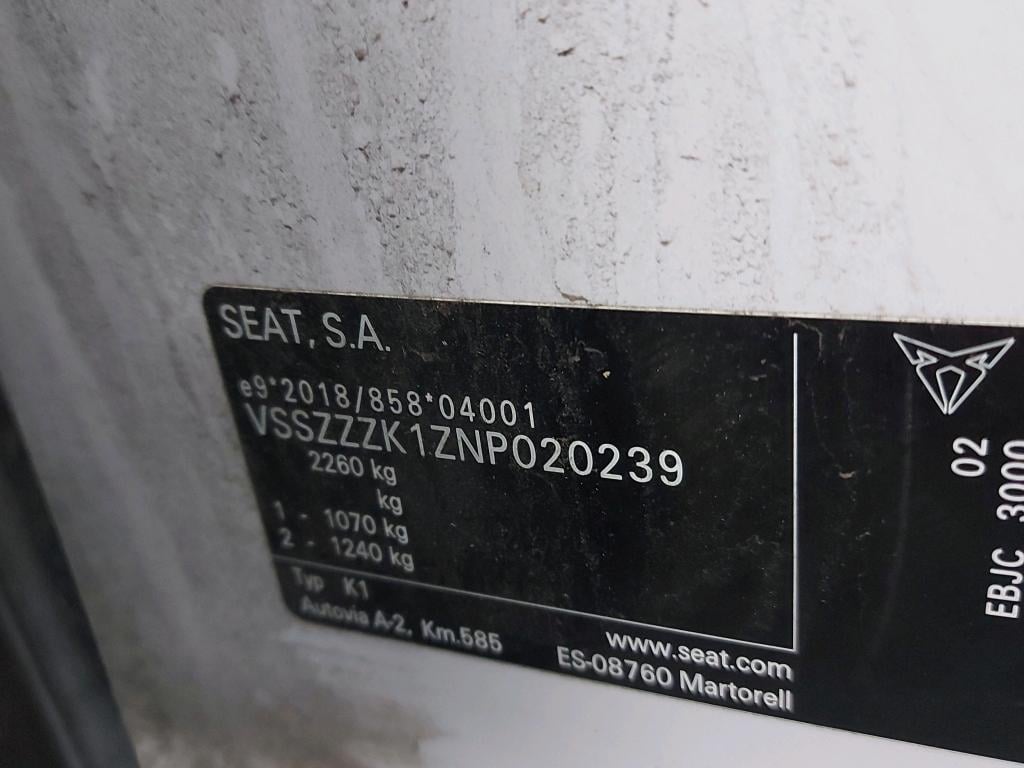 SEAT, S.A.
e9*2018/858*04001
VSSZZZK1ZNP020239
2260 kg
kg
1 - 1070 kg
2 - 1240 kg
Typ K1
Autovia A-2, Km.585
www.seat.com
ES-08760 Martorell
02
EBJC 3000